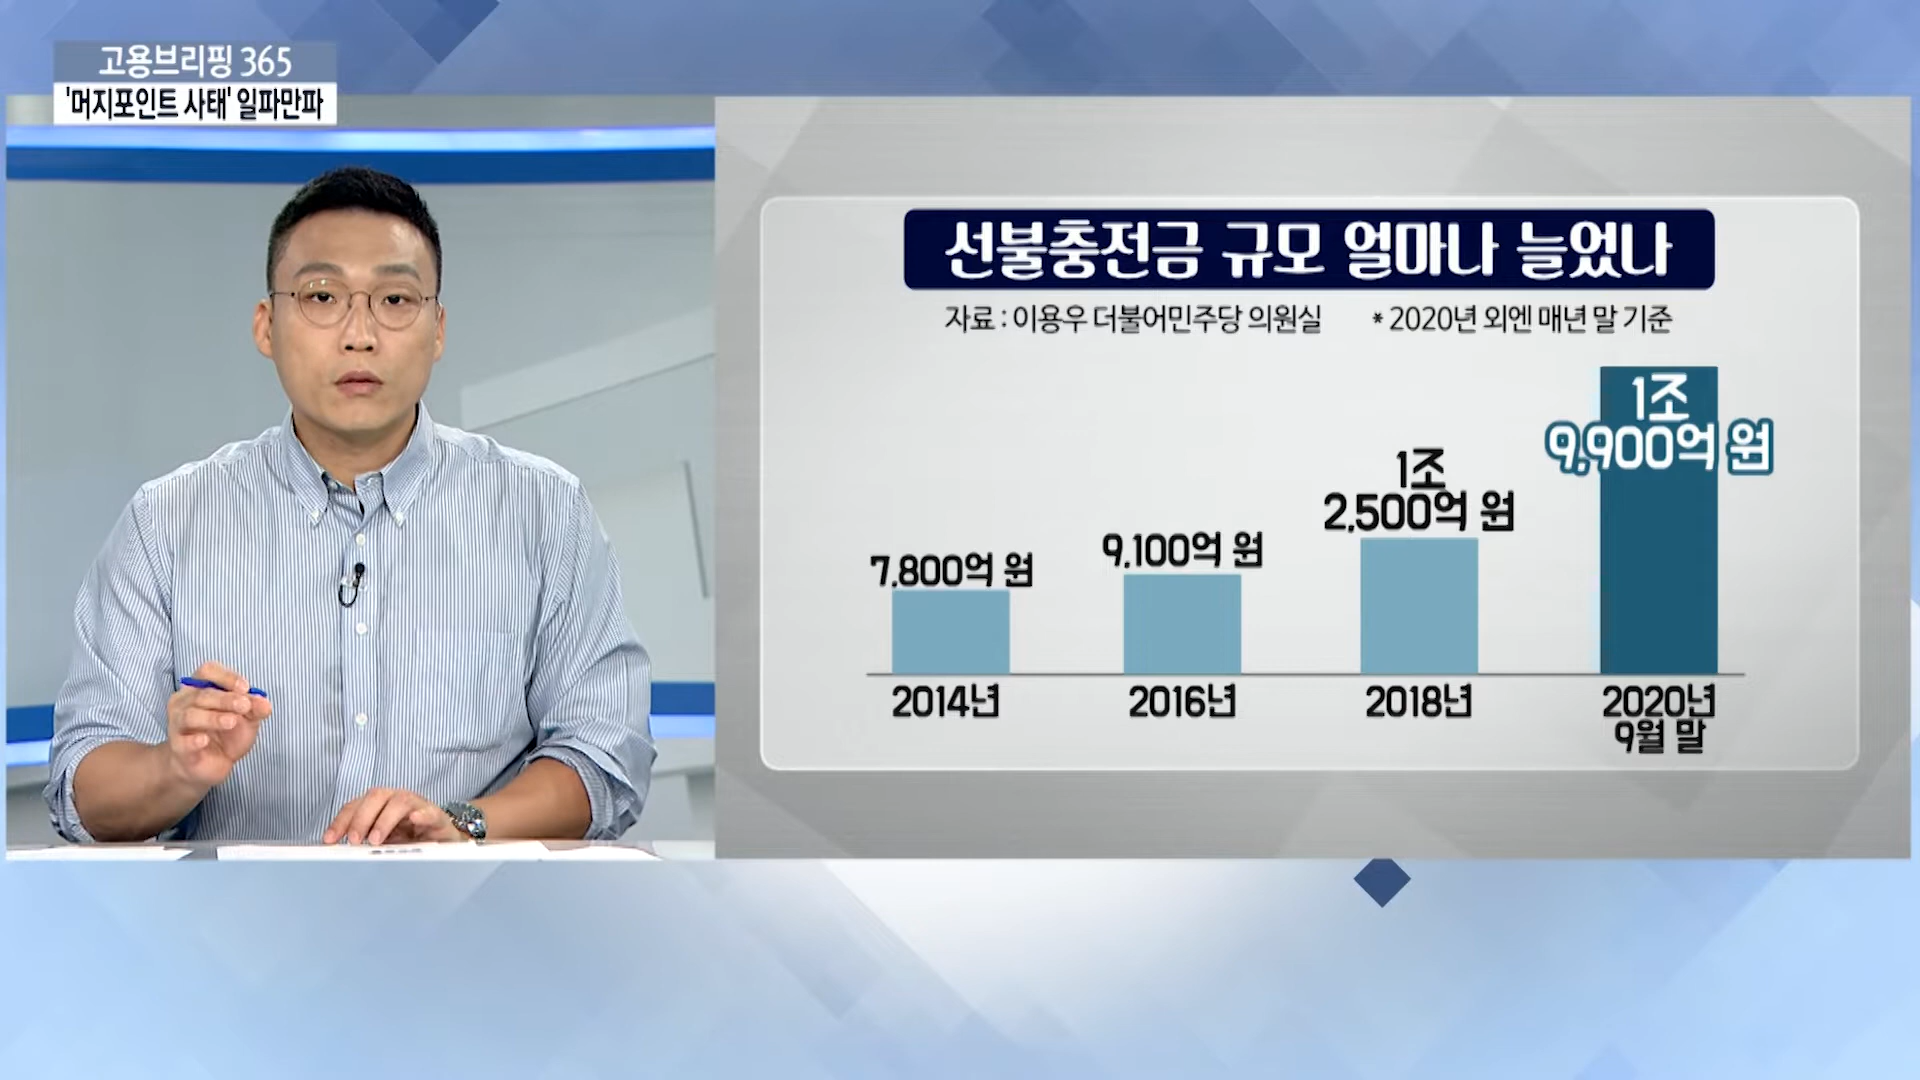 고용브리핑 365
'머지포인트 사태' 일파만파
선불충전금 규모 얼마나 늘었나
자료 : 이용우 더불어민주당 의원실 * 2020년 외엔 매년 말 기준
7,800억 원
9,100억 원
1조
2,500억 원
1조
9,900억 원
2014년
2016년
2018년
2020년
9월 말